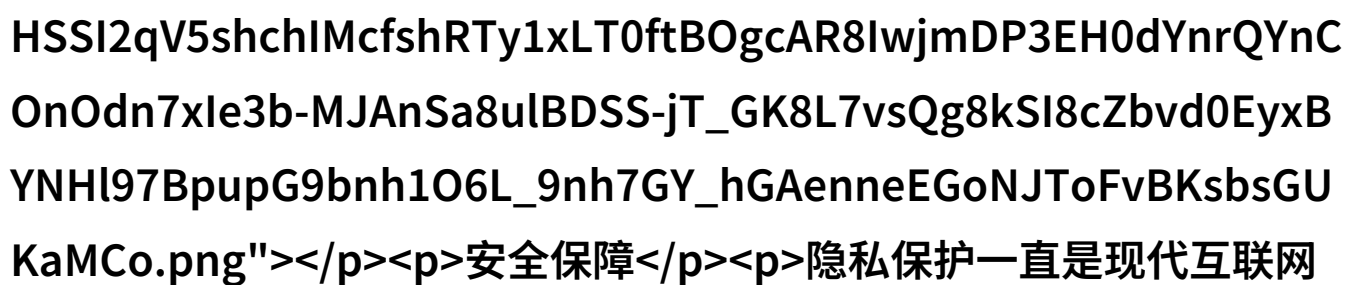 HSSI2qV5shchIMcfshRTy1xLT0ftBOgcAR8IwjmDP3EH0dYnrQYnC
OnOdn7xIe3b-MJAnSa8ulBDSS-jT_GK8L7vsQg8kSI8cZbvd0EyxB
YNHl97BpupG9bnh1O6L_9nh7GY_hGAenneEGoNJToFvBKsbsGU
KaMCo.png"></p><p>安全保障</p><p>隐私保护一直是现代互联网